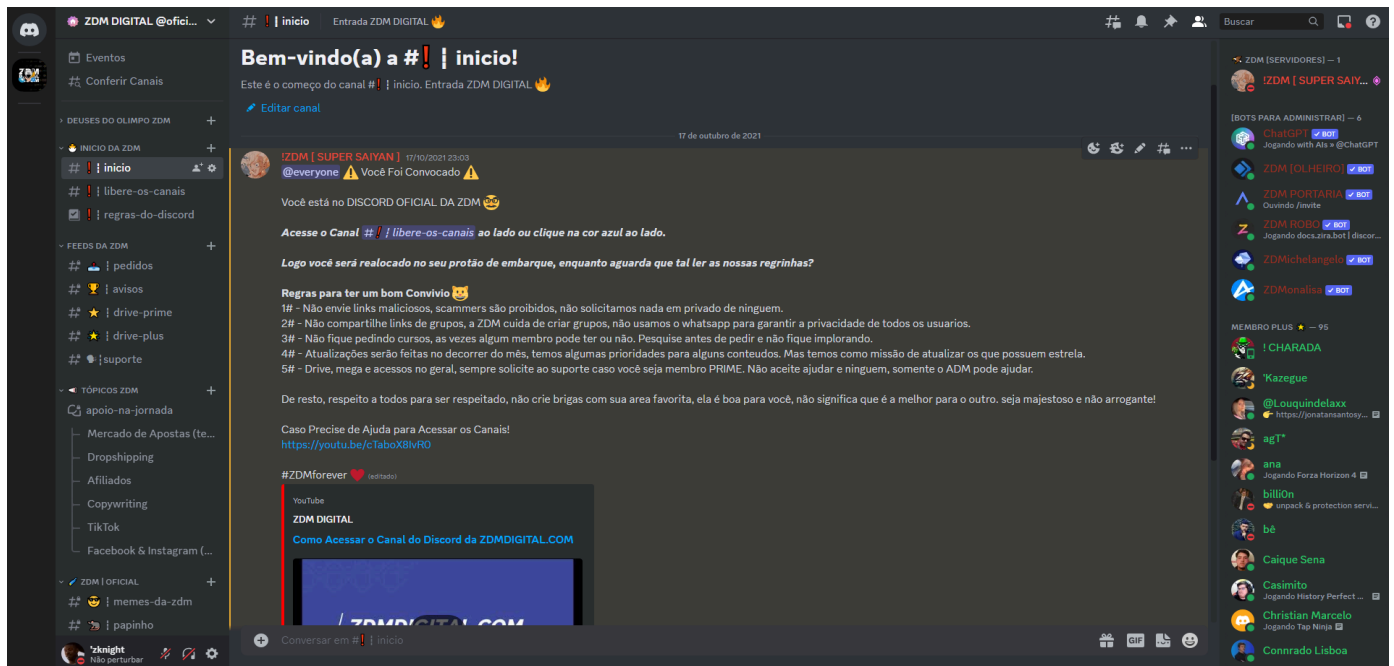 ZDM DIGITAL @ofici...
Eventos
Conferir Canais
DEUSES DO OLIMPO ZDM
INICIO DA ZDM
inicio
libere-os-canais
regras-do-discord
FEEDS DA ZDM
pedidos
avisos
drive-prime
drive-plus
suporte
TÓPICOS ZDM
apoio-na-jornada
Mercado de Apostas (te...
Dropshipping
Afiliados
Copywriting
TikTok
Facebook & Instagram (...
ZDM | OFICIAL
memes-da-zdm
papinho
'zknight
Não perturbar
#❗┆inicio
Entrada ZDM DIGITAL 🔥
Buscar
Bem-vindo(a) a #❗┆inicio!
Este é o começo do canal #❗┆inicio. Entrada ZDM DIGITAL 🔥
Editar canal
17 de outubro de 2021
!ZDM [ SUPER SAIYAN ] 17/10/2021 23:03
@everyone ⚠️ Você Foi Convocado ⚠️
Você está no DISCORD OFICIAL DA ZDM 🤓
Acesse o Canal #❗┆libere-os-canais ao lado ou clique na cor azul ao lado.
Logo você será realocado no seu protão de embarque, enquanto aguarda que tal ler as nossas regrinhas?
Regras para ter um bom Convivio 😺
1# - Não envie links maliciosos, scammers são proibidos, não solicitamos nada em privado de ninguem.
2# - Não compartilhe links de grupos, a ZDM cuida de criar grupos, não usamos o whatsapp para garantir a privacidade de todos os usuarios.
3# - Não fique pedindo cursos, as vezes algum membro pode ter ou não. Pesquise antes de pedir e não fique implorando.
4# - Atualizações serão feitas no decorrer do mês, temos algumas prioridades para alguns conteudos. Mas temos como missão de atualizar os que possuem estrela.
5# - Drive, mega e acessos no geral, sempre solicite ao suporte caso você seja membro PRIME. Não aceite ajudar e ninguem, somente o ADM pode ajudar.
De resto, respeito a todos para ser respeitado, não crie brigas com sua area favorita, ela é boa para você, não significa que é a melhor para o outro. seja majestoso e não arrogante!
Caso Precise de Ajuda para Acessar os Canais!
https://youtu.be/cTaboX8IvR0
#ZDMforever ❤️ (editado)
YouTube
ZDM DIGITAL
Como Acessar o Canal do Discord da ZDMDIGITAL.COM
ZDMDIGITAL.COM
Conversar em #❗┆inicio
GIF
ZDM [SERVIDORES] — 1
!ZDM [ SUPER SAIY...
[BOTS PARA ADMINISTRAR] — 6
ChatGPT BOT
Jogando with AIs » @ChatGPT
ZDM [OLHEIRO] BOT
ZDM PORTARIA BOT
Ouvindo /invite
ZDM ROBO BOT
Jogando docs.zira.bot | discor...
ZDMichelangelo BOT
ZDMonalisa BOT
MEMBRO PLUS ⭐ — 95
! CHARADA
'Kazegue
@Louquindelaxx
👉 https://jonatansantosy...
agT*
ana
Jogando Forza Horizon 4
billi0n
🤝 unpack & protection servi...
bê
Caique Sena
Casimito
Jogando History Perfect ...
Christian Marcelo
Jogando Tap Ninja
Connrado Lisboa